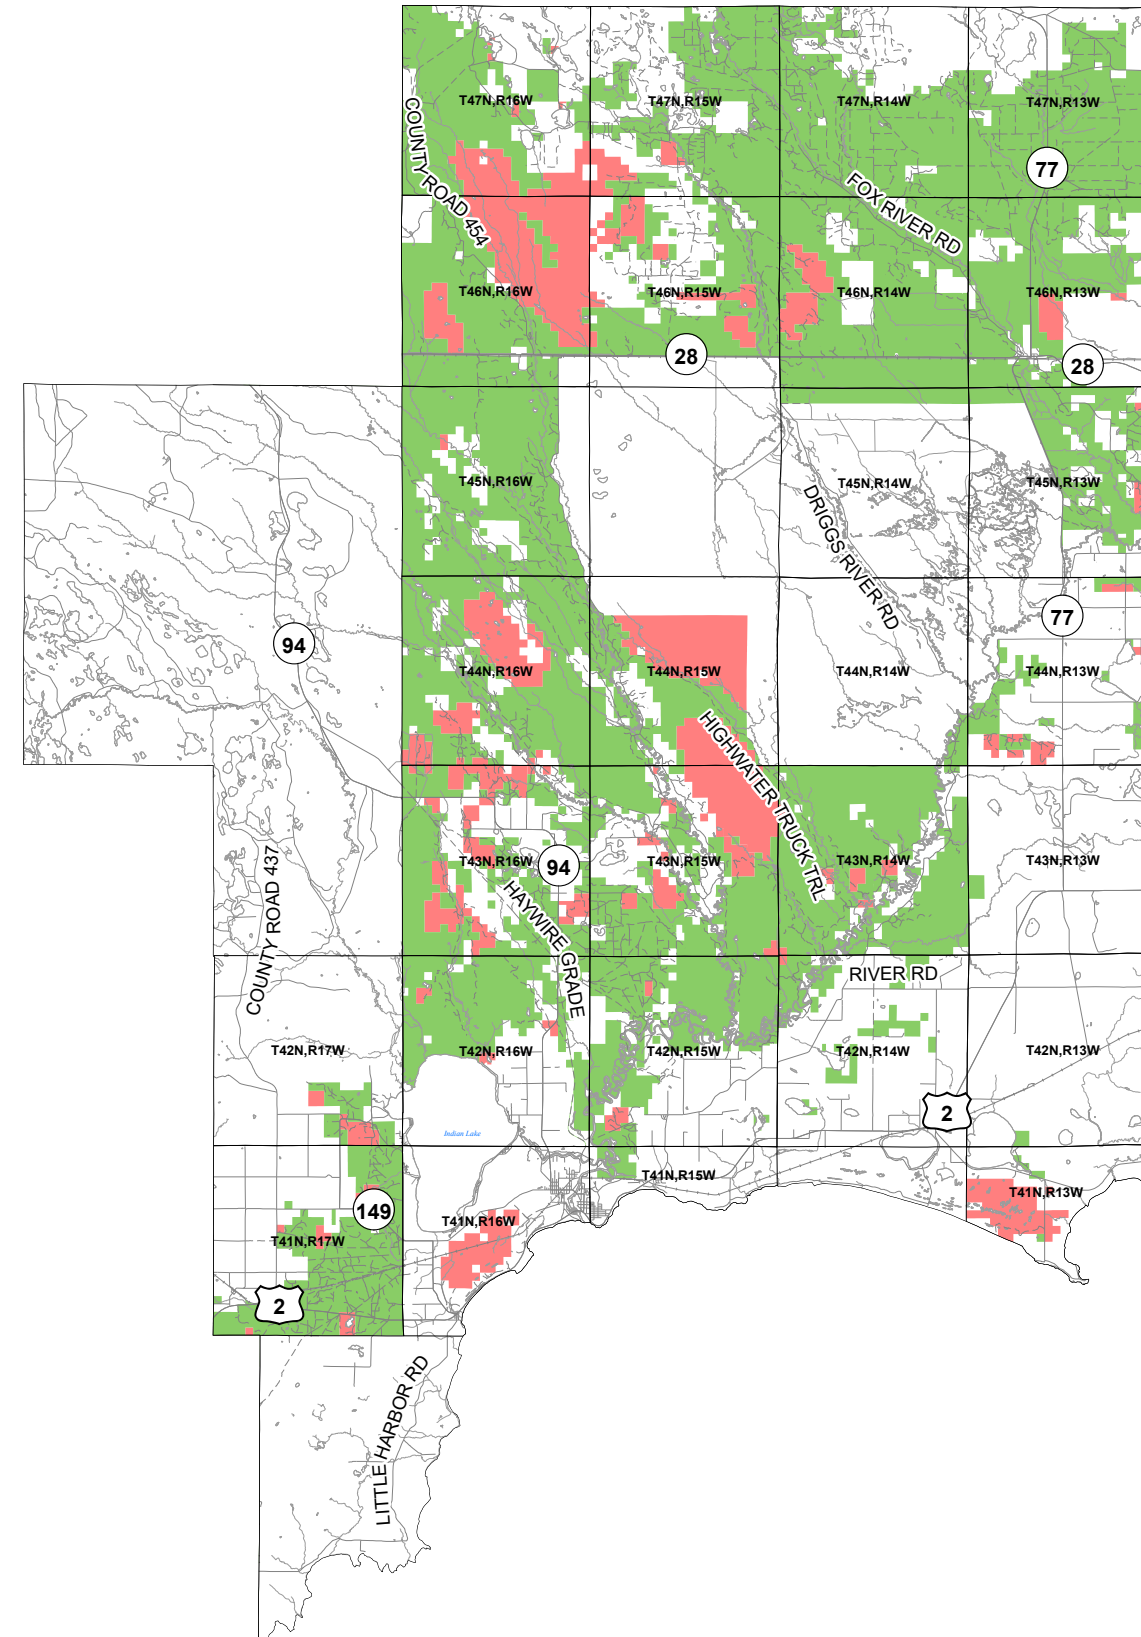 T47N,R16W
T47N,R15W
T47N,R14W
T47N,R13W
COUNTY ROAD 454
77
FOX RIVER RD
T46N,R16W
T46N,R15W
T46N,R14W
T46N,R13W
28
28
T45N,R16W
T45N,R14W
T45N,R13W
DRIGGS RIVER RD
94
77
T44N,R16W
T44N,R15W
T44N,R14W
T44N,R13W
HIGHWATER TRUCK TRL
COUNTY ROAD 437
T43N,R16W
94
T43N,R15W
T43N,R14W
T43N,R13W
HAYWIRE GRADE
RIVER RD
T42N,R17W
T42N,R16W
T42N,R15W
T42N,R14W
T42N,R13W
2
Indian Lake
T41N,R15W
T41N,R13W
149
T41N,R16W
T41N,R17W
2
LITTLE HARBOR RD